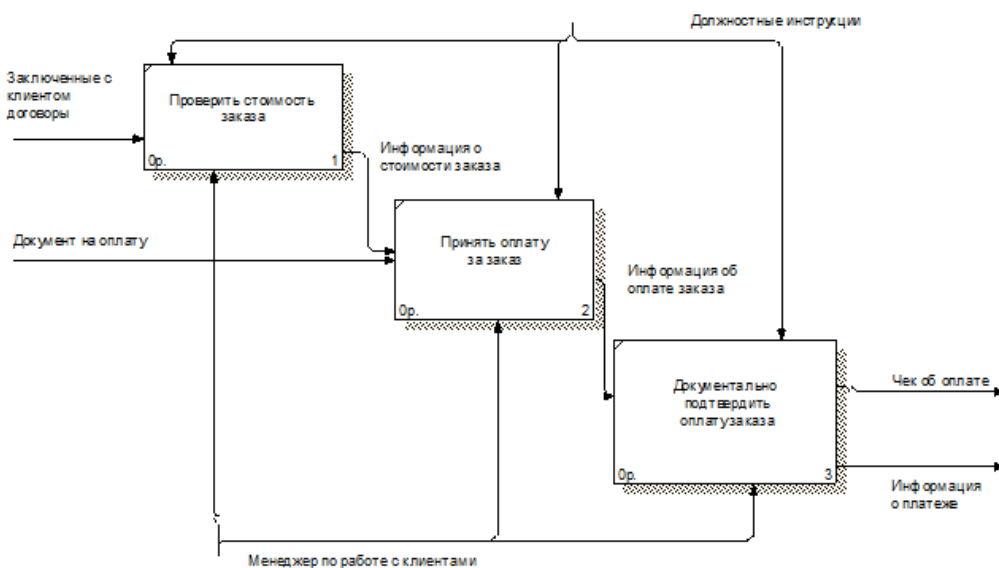 Должностные инструкции
Заключенные с
клиентом
договоры
Проверить стоимость
заказа
0р.
1
Информация о
стоимости заказа
Документ на оплату
Принять оплату
за заказ
0р.
2
Информация об
оплате заказа
Документально
подтвердить
оплату заказа
0р.
3
Чек об оплате
Информация
о платеже
Менеджер по работе с клиентами